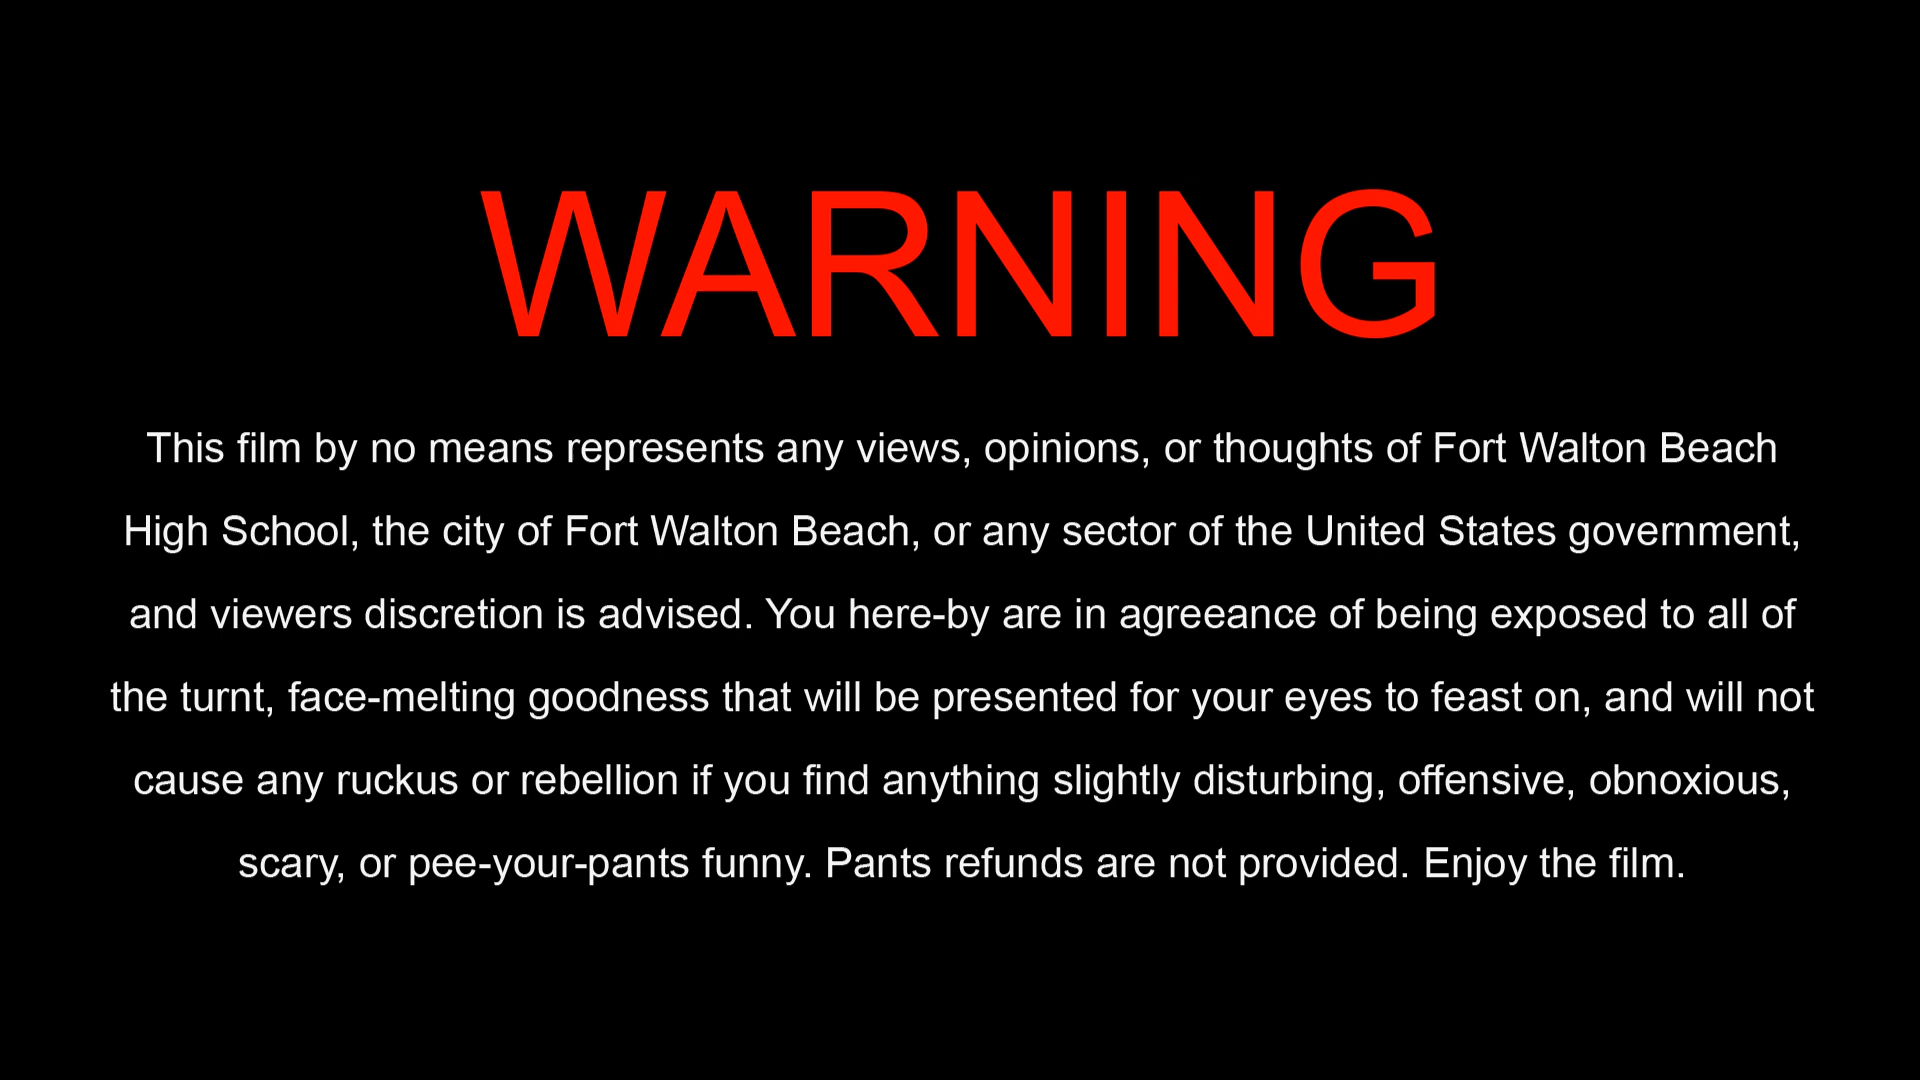 WARNING
This film by no means represents any views, opinions, or thoughts of Fort Walton Beach
High School, the city of Fort Walton Beach, or any sector of the United States government,
and viewers discretion is advised. You here-by are in agreeance of being exposed to all of
the turnt, face-melting goodness that will be presented for your eyes to feast on, and will not
cause any ruckus or rebellion if you find anything slightly disturbing, offensive, obnoxious,
scary, or pee-your-pants funny. Pants refunds are not provided. Enjoy the film.